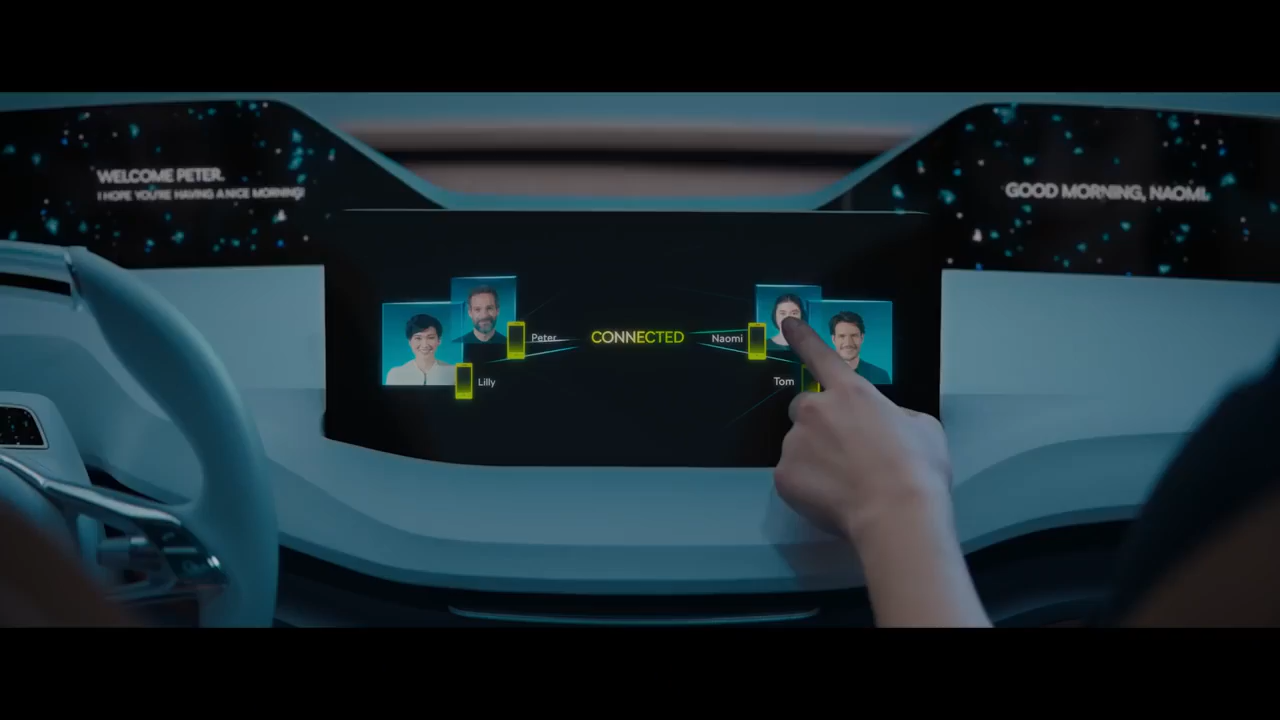 WELCOME PETER.
I HOPE YOU'RE HAVING A NICE MORNING!
GOOD MORNING, NAOMI.
Peter
CONNECTED
Naomi
Lilly
Tom